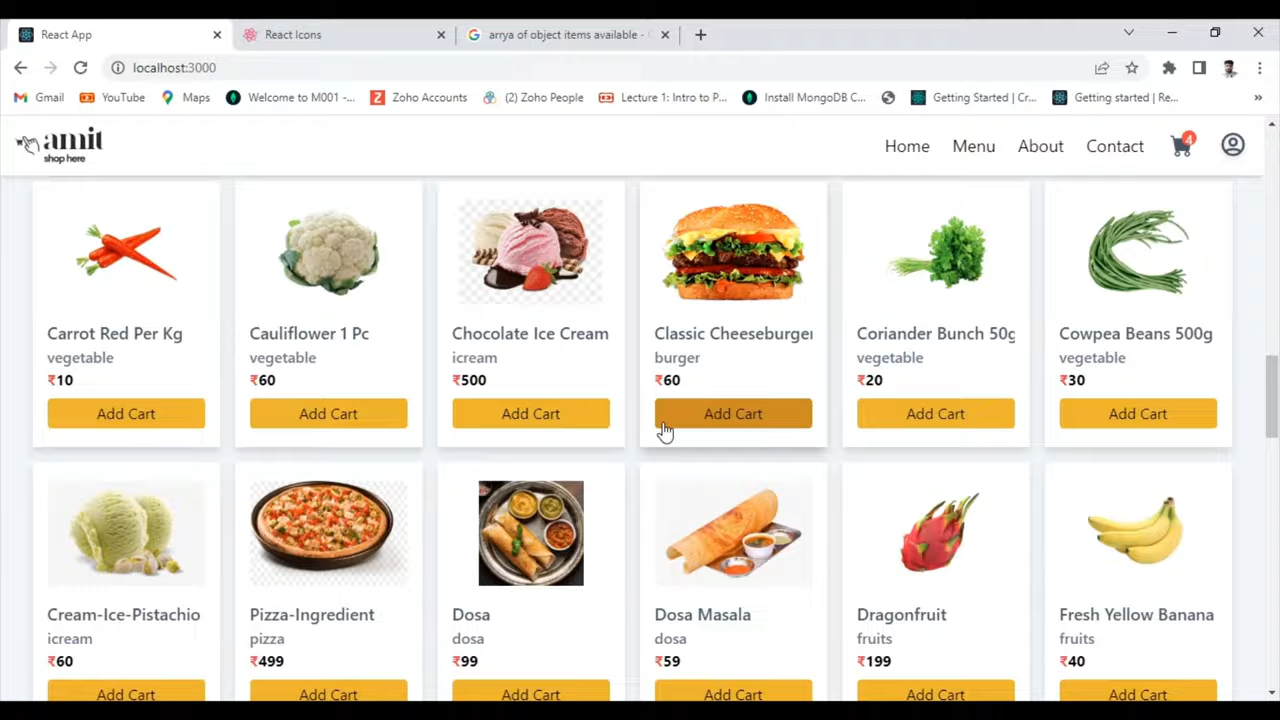 React App
React Icons
arrya of object items available -
localhost:3000
Gmail
YouTube
Maps
Welcome to M001 -...
Zoho Accounts
(2) Zoho People
Lecture 1: Intro to P...
Install MongoDB C...
Getting Started | Cr...
Getting started | Re...
»
amit
shop here
Home
Menu
About
Contact
4
Carrot Red Per Kg
vegetable
₹10
Add Cart
Cauliflower 1 Pc
vegetable
₹60
Add Cart
Chocolate Ice Cream
icream
₹500
Add Cart
Classic Cheeseburger
burger
₹60
Add Cart
Coriander Bunch 50g
vegetable
₹20
Add Cart
Cowpea Beans 500g
vegetable
₹30
Add Cart
Cream-Ice-Pistachio
icream
₹60
Add Cart
Pizza-Ingredient
pizza
₹499
Add Cart
Dosa
dosa
₹99
Add Cart
Dosa Masala
dosa
₹59
Add Cart
Dragonfruit
fruits
₹199
Add Cart
Fresh Yellow Banana
fruits
₹40
Add Cart